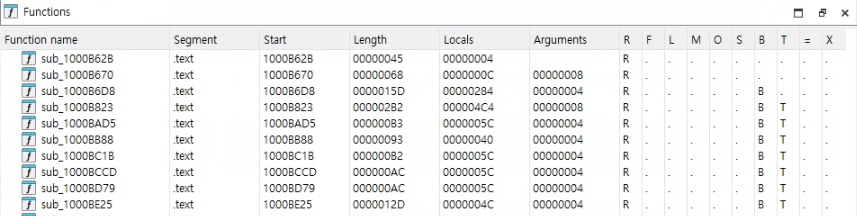 Functions
Function name Segment Start Length Locals Arguments R F L M O S B T = X
sub_1000B62B .text 1000B62B 00000045 00000004 R . . . . . . . . .
sub_1000B670 .text 1000B670 00000068 0000000C 00000008 R . . . . . . . . .
sub_1000B6D8 .text 1000B6D8 0000015D 00000284 00000004 R . . . . . B . . .
sub_1000B823 .text 1000B823 000002B2 000004C4 00000008 R . . . . . B T . .
sub_1000BAD5 .text 1000BAD5 000000B3 0000005C 00000004 R . . . . . B T . .
sub_1000BB88 .text 1000BB88 00000093 00000040 00000004 R . . . . . B T . .
sub_1000BC1B .text 1000BC1B 000000B2 0000005C 00000004 R . . . . . B T . .
sub_1000BCCD .text 1000BCCD 000000AC 0000005C 00000004 R . . . . . B T . .
sub_1000BD79 .text 1000BD79 000000AC 0000005C 00000004 R . . . . . B T . .
sub_1000BE25 .text 1000BE25 0000012D 0000004C 00000004 R . . . . . B T . .